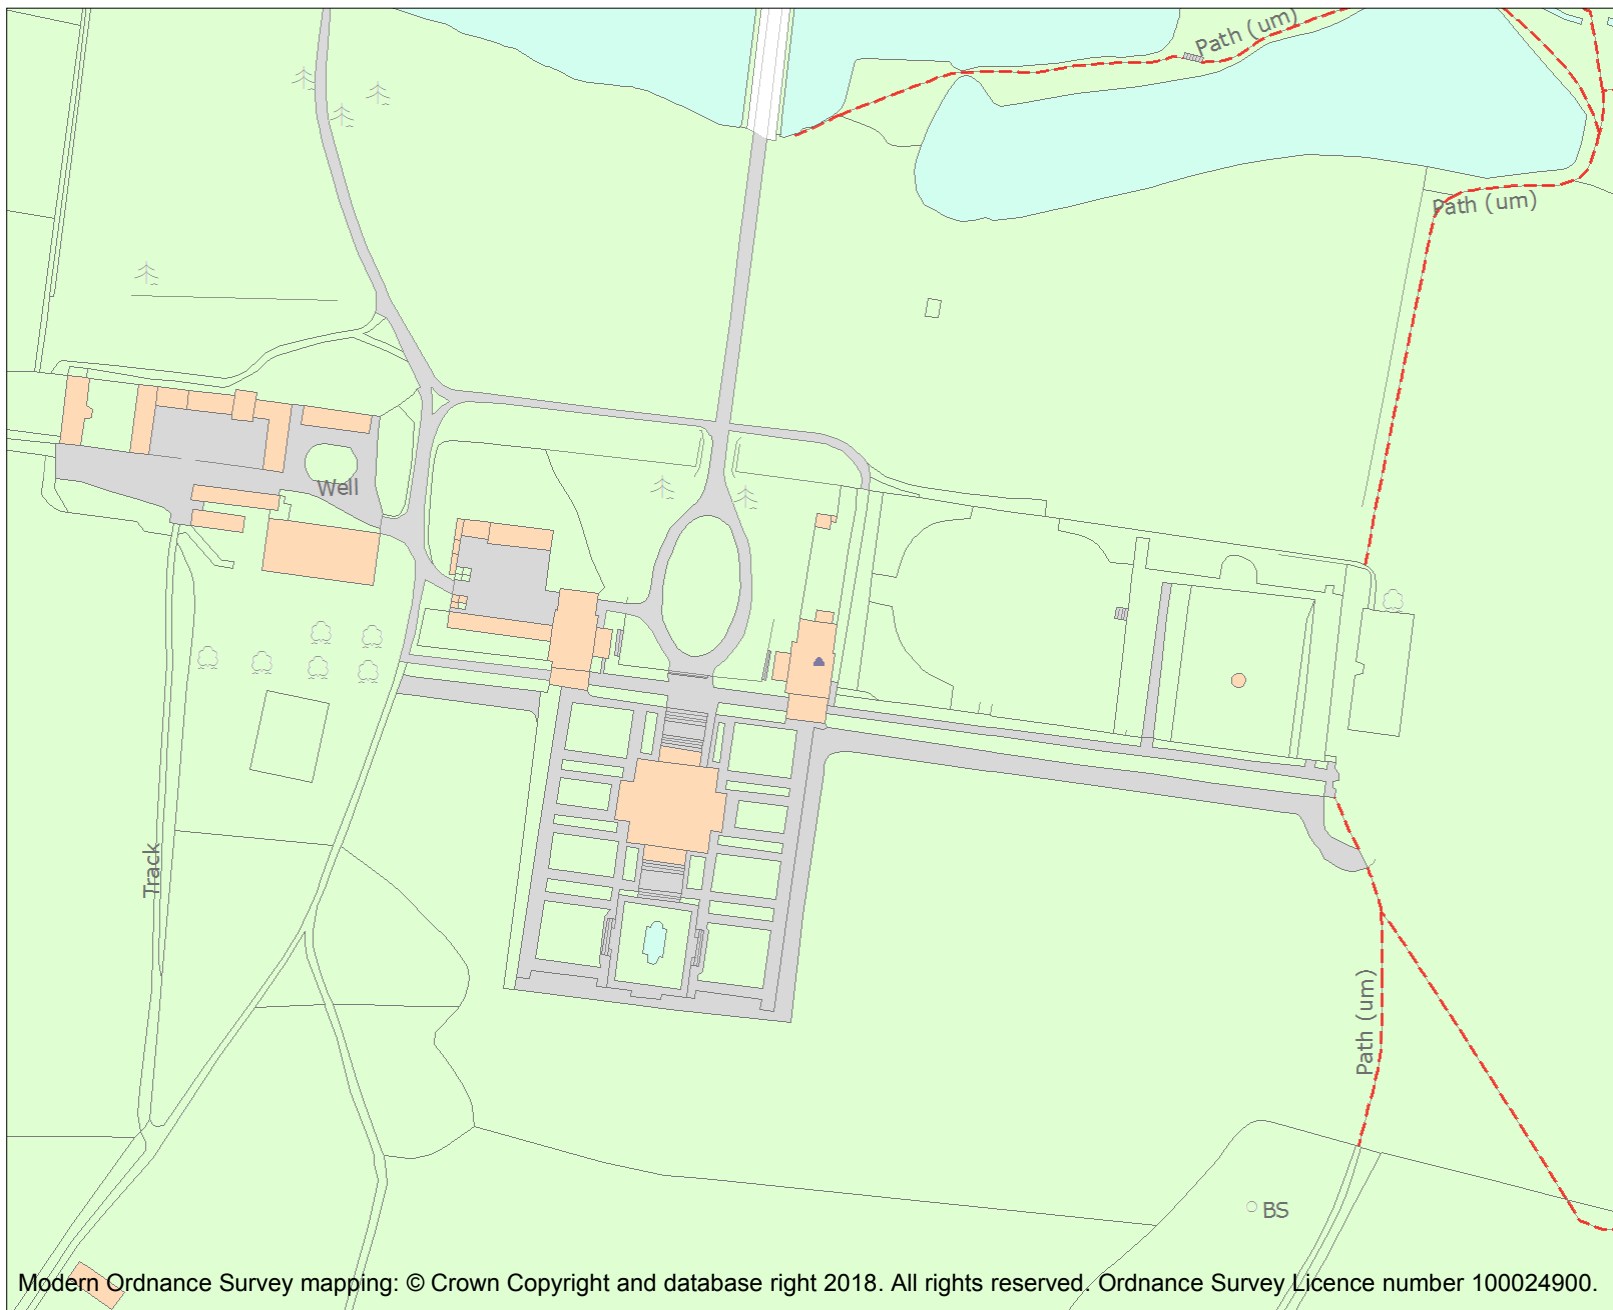 Path (um)
Path (um)
Well
Track
Path (um)
BS
Modern Ordnance Survey mapping: © Crown Copyright and database right 2018. All rights reserved. Ordnance Survey Licence number 100024900.